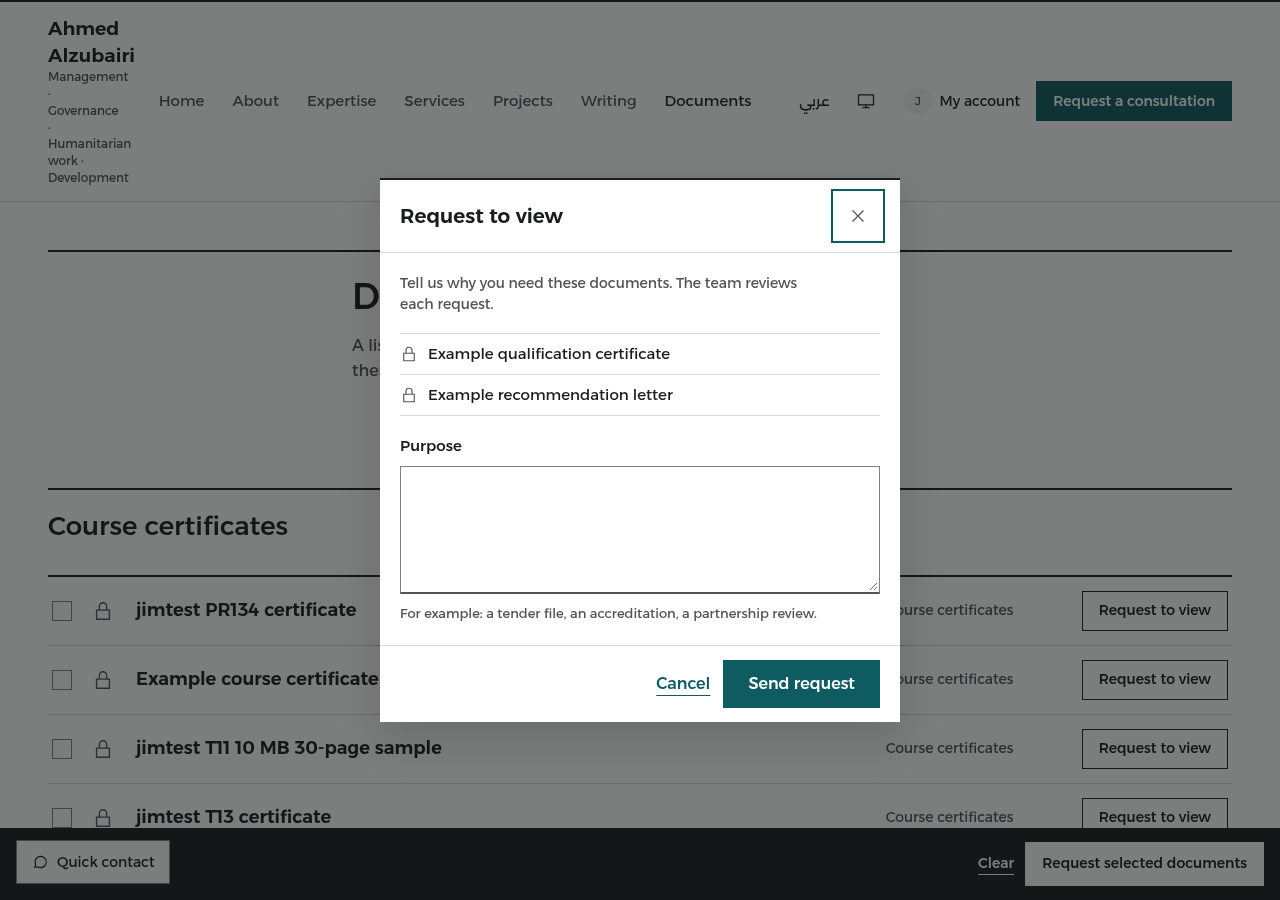 Ahmed
Alzubairi
Management
·
Governance
·
Humanitarian
work ·
Development
Home About Expertise Services Projects Writing Documents عربي J My account Request a consultation
Request to view
Tell us why you need these documents. The team reviews
each request.
Example qualification certificate
Example recommendation letter
Purpose
For example: a tender file, an accreditation, a partnership review.
Cancel Send request
D
A li
the
Course certificates
jimtest PR134 certificate ourse certificates Request to view
Example course certificate ourse certificates Request to view
jimtest T11 10 MB 30-page sample Course certificates Request to view
jimtest T13 certificate Course certificates Request to view
Quick contact Clear Request selected documents